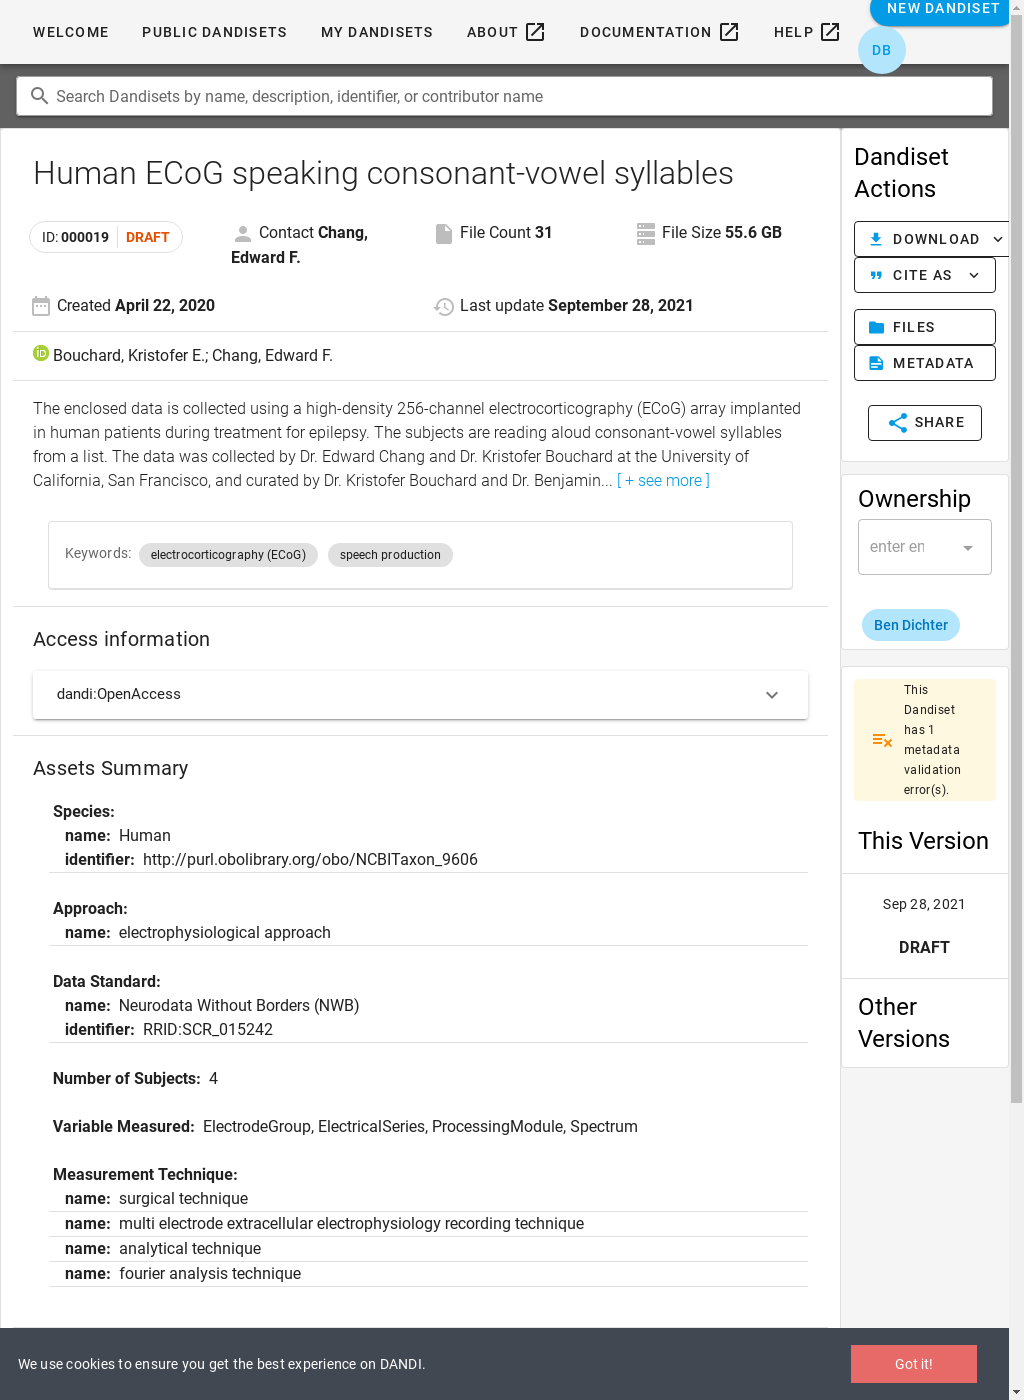 WELCOME PUBLIC DANDISETS MY DANDISETS ABOUT DOCUMENTATION HELP NEW DANDISET
DB
Search Dandisets by name, description, identifier, or contributor name
Human ECoG speaking consonant-vowel syllables
ID: 000019 DRAFT
Contact Chang,
Edward F.
File Count 31
File Size 55.6 GB
Created April 22, 2020
Last update September 28, 2021
Bouchard, Kristofer E.; Chang, Edward F.
The enclosed data is collected using a high-density 256-channel electrocorticography (ECoG) array implanted
in human patients during treatment for epilepsy. The subjects are reading aloud consonant-vowel syllables
from a list. The data was collected by Dr. Edward Chang and Dr. Kristofer Bouchard at the University of
California, San Francisco, and curated by Dr. Kristofer Bouchard and Dr. Benjamin... [ + see more ]
Keywords: electrocorticography (ECoG) speech production
Access information
dandi:OpenAccess
Assets Summary
Species:
name: Human
identifier: http://purl.obolibrary.org/obo/NCBITaxon_9606
Approach:
name: electrophysiological approach
Data Standard:
name: Neurodata Without Borders (NWB)
identifier: RRID:SCR_015242
Number of Subjects: 4
Variable Measured: ElectrodeGroup, ElectricalSeries, ProcessingModule, Spectrum
Measurement Technique:
name: surgical technique
name: multi electrode extracellular electrophysiology recording technique
name: analytical technique
name: fourier analysis technique
Dandiset
Actions
DOWNLOAD
CITE AS
FILES
METADATA
SHARE
Ownership
enter en
Ben Dichter
This
Dandiset
has 1
metadata
validation
error(s).
This Version
Sep 28, 2021
DRAFT
Other
Versions
We use cookies to ensure you get the best experience on DANDI.
Got it!